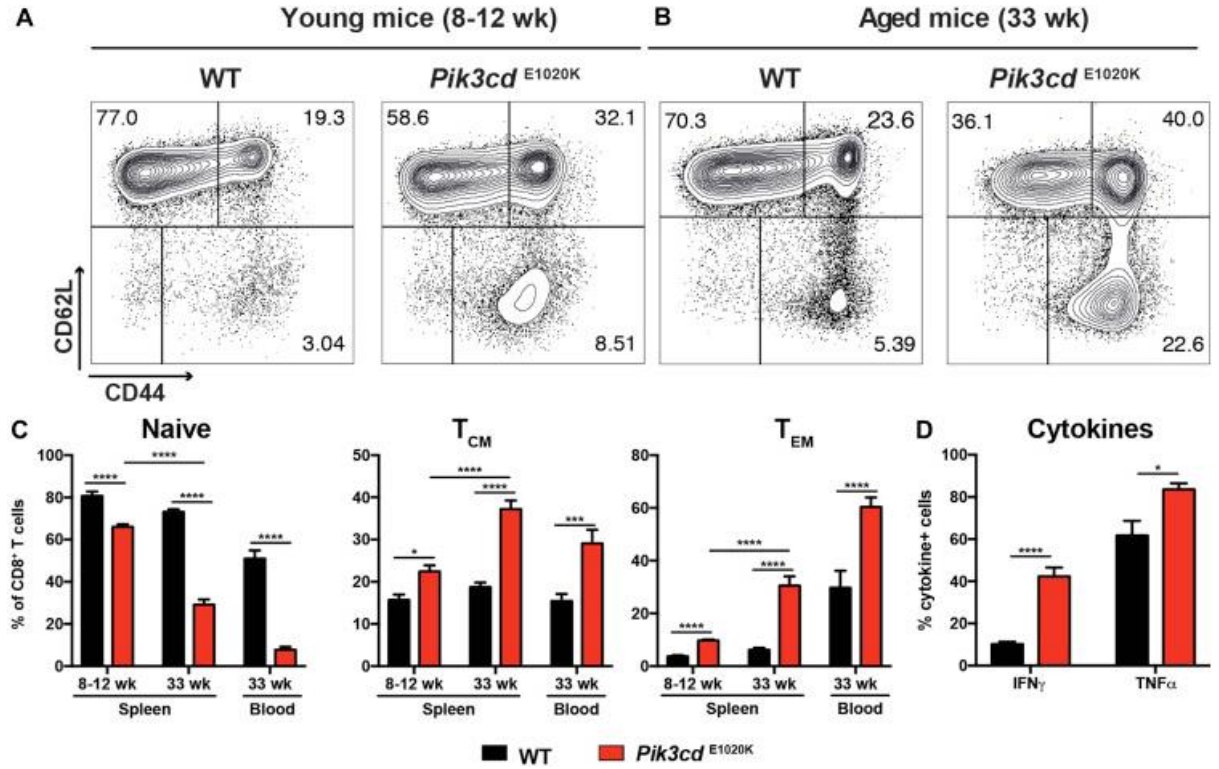 A Young mice (8-12 wk) B Aged mice (33 wk)
WT Pik3cd E1020K WT Pik3cd E1020K
77.0 19.3 58.6 32.1 70.3 23.6 36.1 40.0
CD62L
3.04 8.51 5.39 22.6
CD44
C Naive TCM TEM D Cytokines
% of CD8+ T cells
100 80 60 40 20 0
**** **** **** ****
8-12 wk 33 wk 33 wk
Spleen Blood
50 40 30 20 10 0
* **** **** ***
8-12 wk 33 wk 33 wk
Spleen Blood
80 60 40 20 0
**** **** **** ****
8-12 wk 33 wk 33 wk
Spleen Blood
% cytokine+ cells
100 80 60 40 20 0
**** *
IFNγ TNFα
WT Pik3cd E1020K